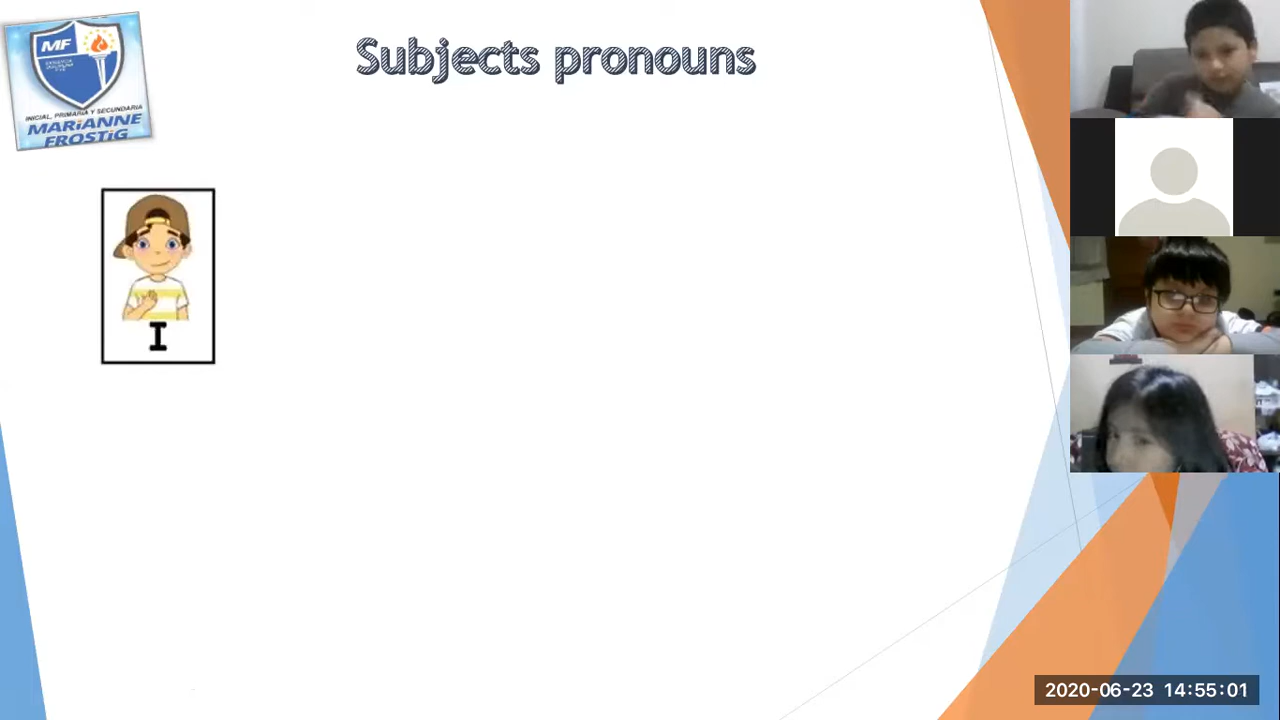 Subjects pronouns
MF
INICIAL, PRIMARIA Y SECUNDARIA
MARIANNE
FROSTIG
I
2020-06-23 14:55:01